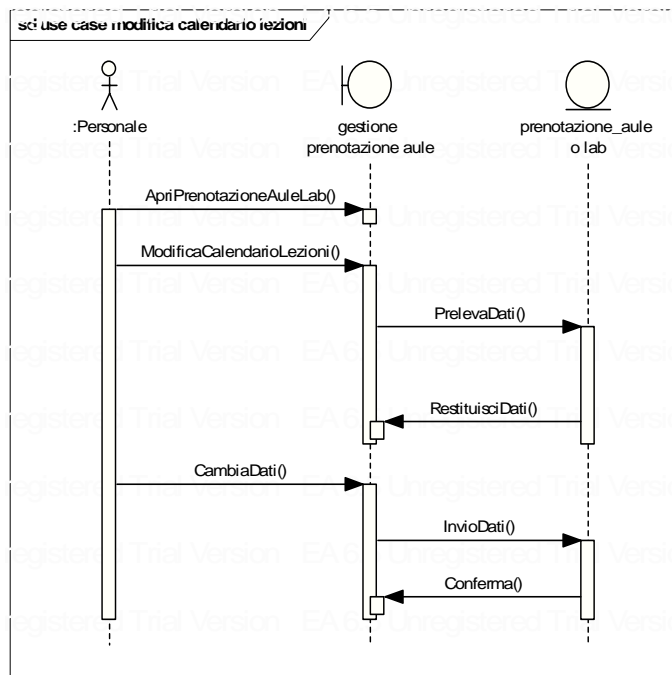 sd use case modifica calendario lezioni
:Personale
gestione
prenotazione aule
prenotazione_aule
o lab
ApriPrenotazioneAuleLab()
ModificaCalendarioLezioni()
PrelevaDati()
RestituisciDati()
CambiaDati()
InvioDati()
Conferma()